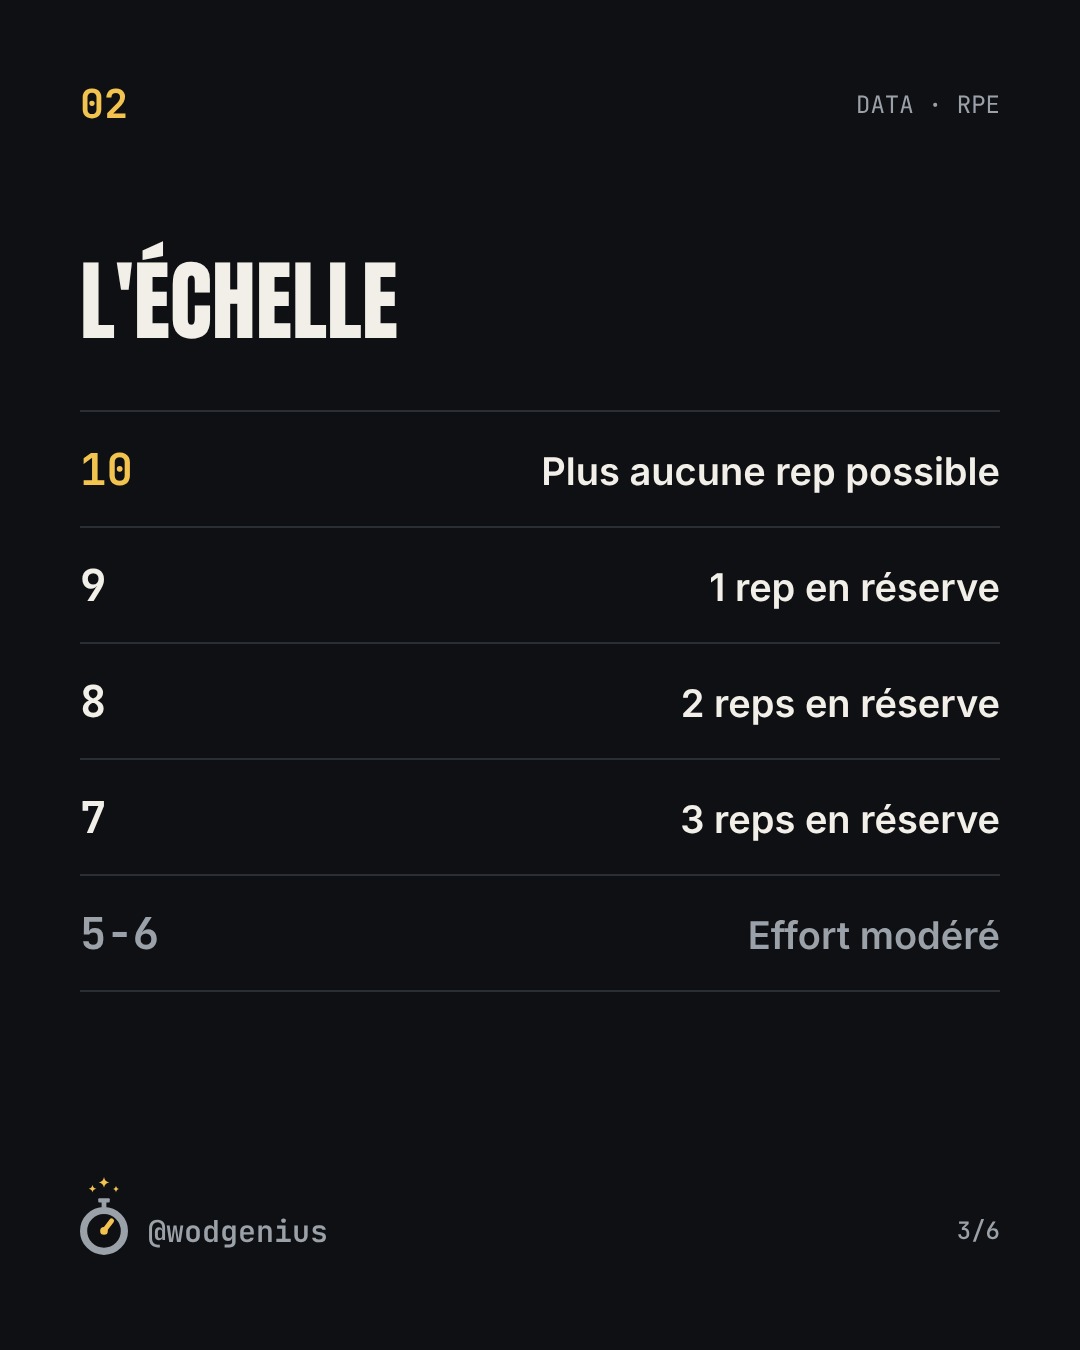 02
DATA · RPE
L'ÉCHELLE
10 Plus aucune rep possible
9 1 rep en réserve
8 2 reps en réserve
7 3 reps en réserve
5-6 Effort modéré
@wodgenius
3/6